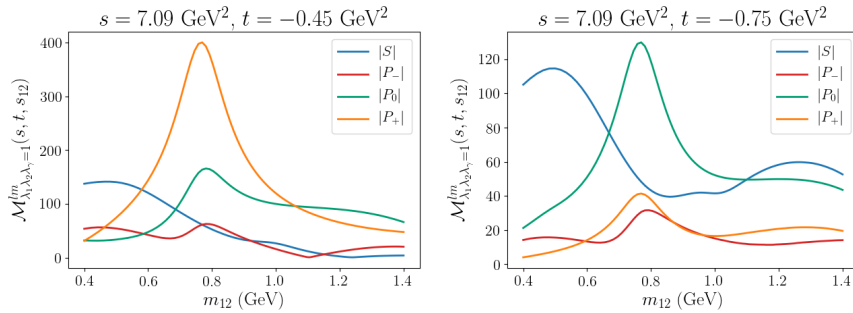 s = 7.09 GeV², t = −0.45 GeV²
𝓜^{lm}_{λ₁λ₂λ_γ=1}(s, t, s₁₂)
400
300
200
100
0
|S|
|P₋|
|P₀|
|P₊|
0.4 0.6 0.8 1.0 1.2 1.4
m₁₂ (GeV)
s = 7.09 GeV², t = −0.75 GeV²
𝓜^{lm}_{λ₁λ₂λ_γ=1}(s, t, s₁₂)
120
100
80
60
40
20
0
|S|
|P₋|
|P₀|
|P₊|
0.4 0.6 0.8 1.0 1.2 1.4
m₁₂ (GeV)